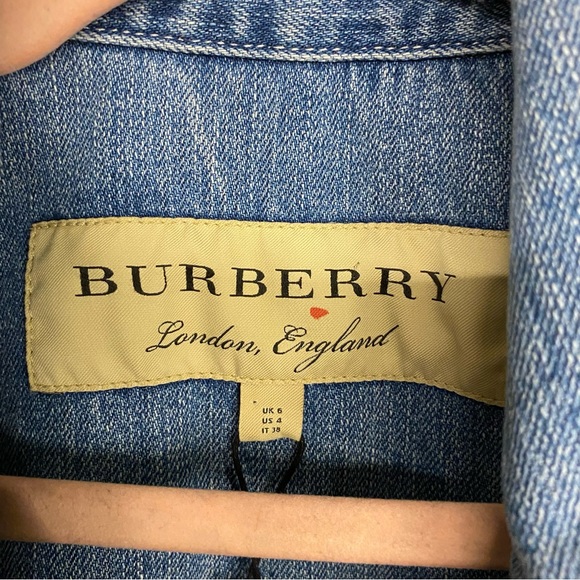 BURBERRY
London, England
UK 6
US 4
IT 38